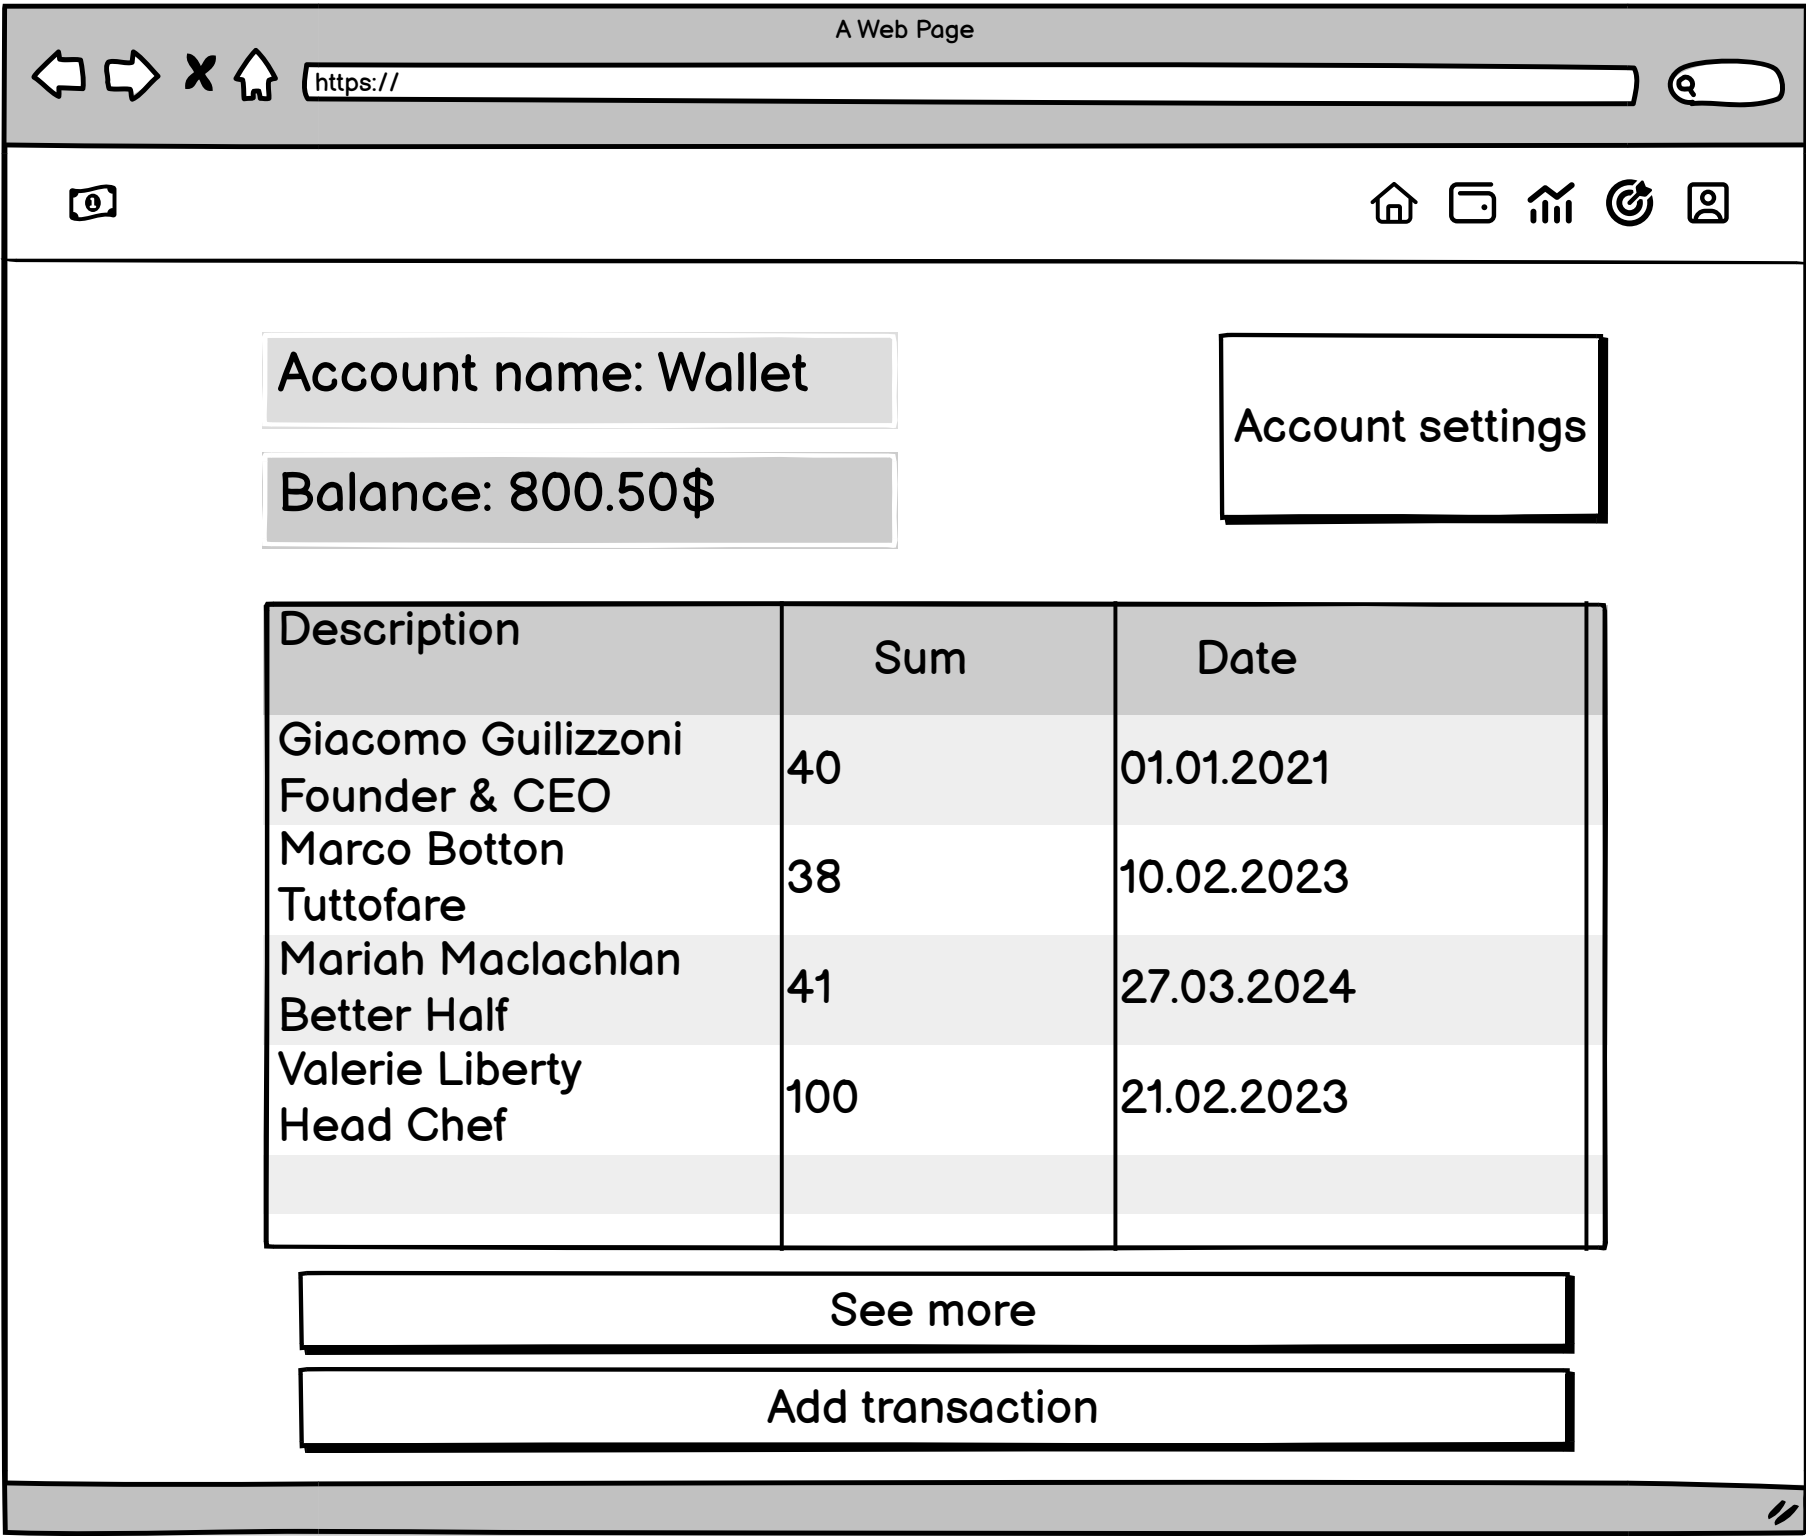 A Web Page
https://
1
Account name: Wallet
Account settings
Balance: 800.50$
Description Sum Date
Giacomo Guilizzoni
Founder & CEO
40 01.01.2021
Marco Botton
Tuttofare
38 10.02.2023
Mariah Maclachlan
Better Half
41 27.03.2024
Valerie Liberty
Head Chef
100 21.02.2023
See more
Add transaction